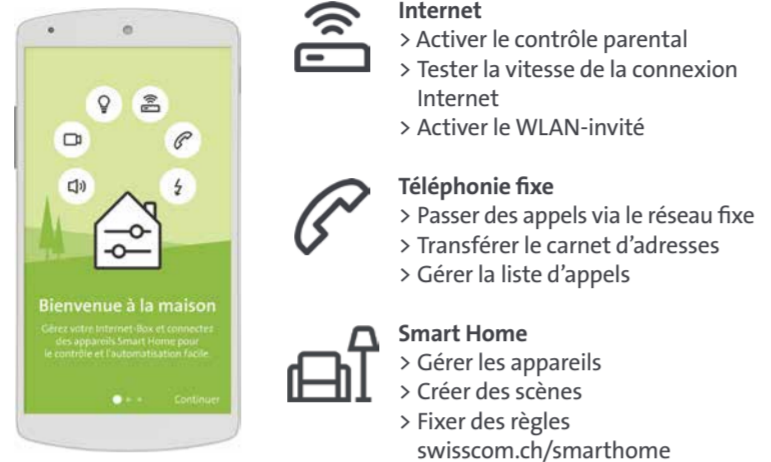 Internet
> Activer le contrôle parental
> Tester la vitesse de la connexion
Internet
> Activer le WLAN-invité
Téléphonie fixe
> Passer des appels via le réseau fixe
> Transférer le carnet d'adresses
> Gérer la liste d'appels
Smart Home
> Gérer les appareils
> Créer des scènes
> Fixer des règles
swisscom.ch/smarthome
Bienvenue à la maison
Gérez votre Internet-Box et connectez
des appareils Smart Home pour
le contrôle et l'automatisation facile.
Continuer